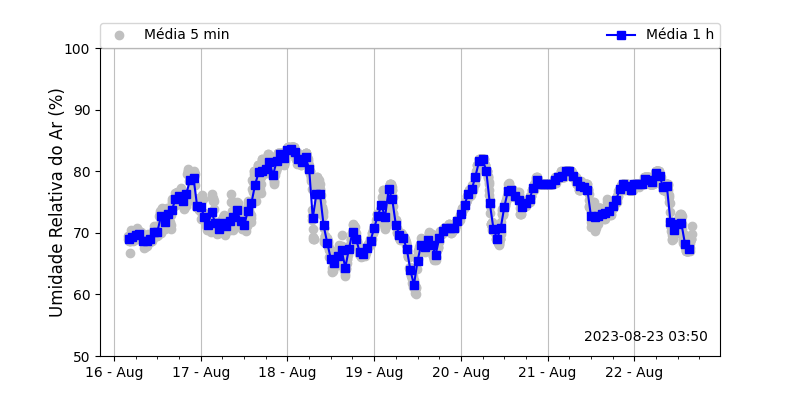 Média 5 min
Média 1 h
Umidade Relativa do Ar (%)
100
90
80
70
60
50
2023-08-23 03:50
16 - Aug
17 - Aug
18 - Aug
19 - Aug
20 - Aug
21 - Aug
22 - Aug